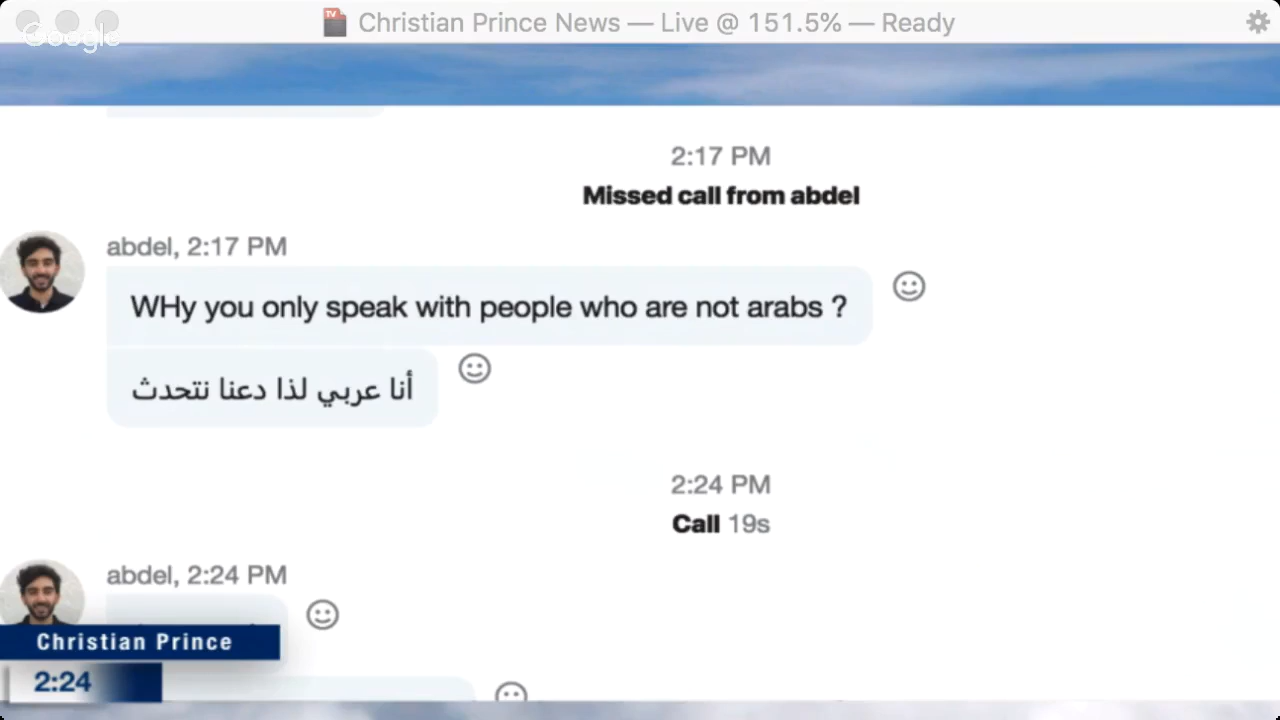 Google
Christian Prince News — Live @ 151.5% — Ready
2:17 PM
Missed call from abdel
abdel, 2:17 PM
WHy you only speak with people who are not arabs ?
أنا عربي لذا دعنا نتحدث
2:24 PM
Call 19s
abdel, 2:24 PM
Christian Prince
2:24